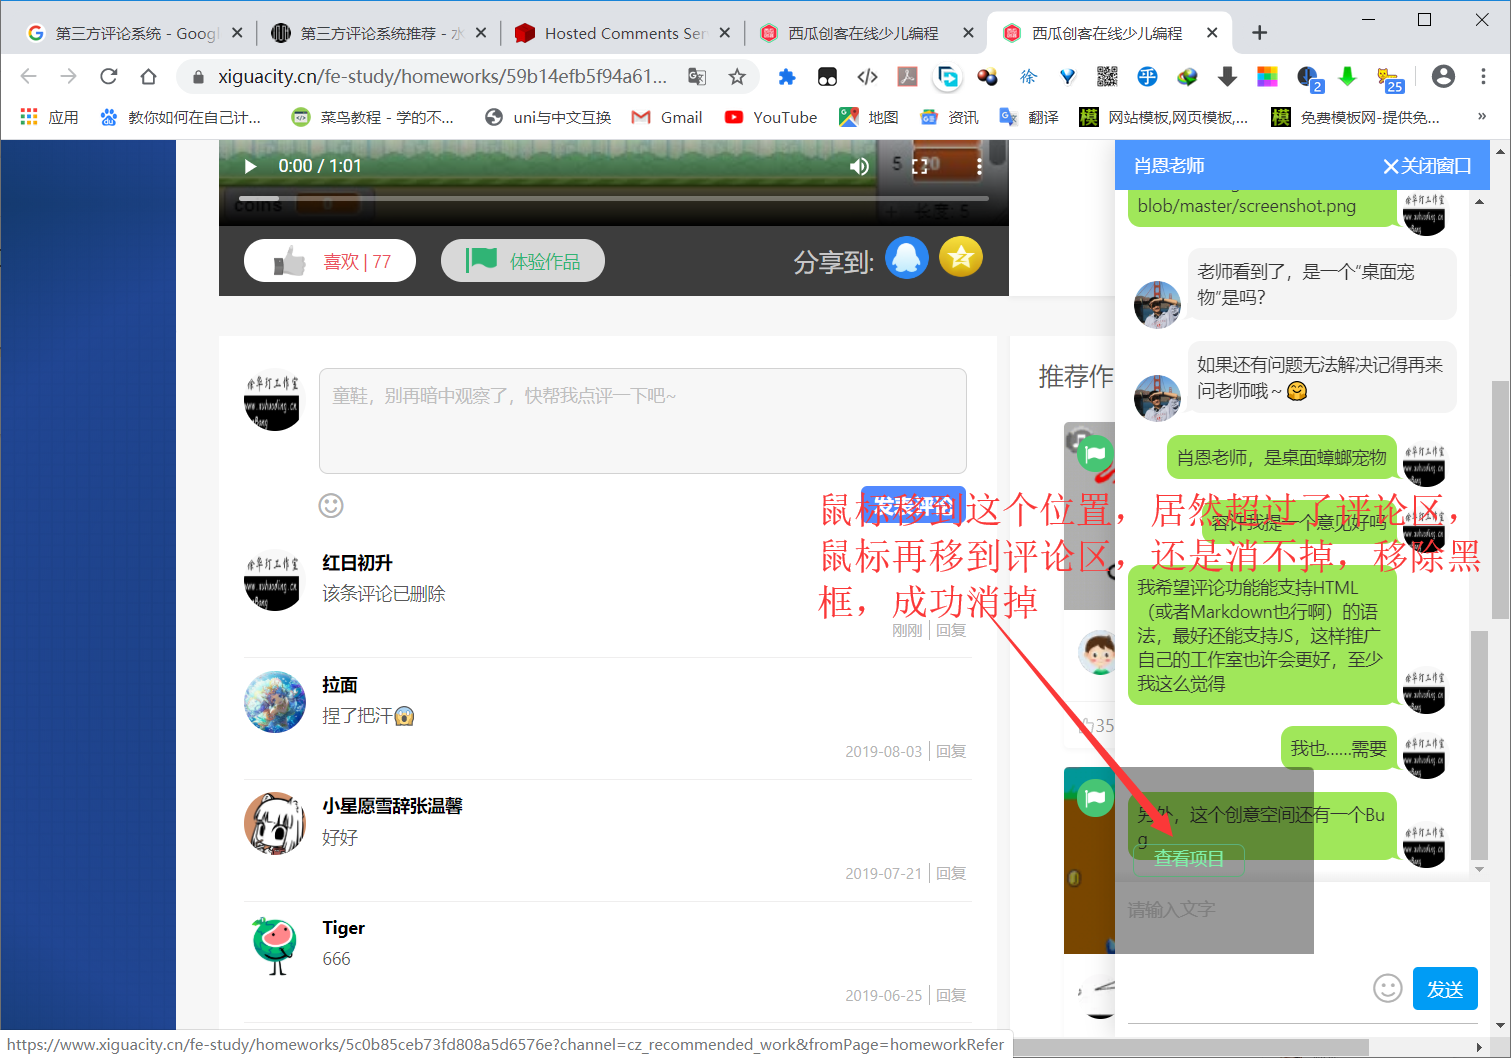 第三方评论系统 - Googl
第三方评论系统推荐 - 水
Hosted Comments Ser
西瓜创客在线少儿编程
西瓜创客在线少儿编程
xiguacity.cn/fe-study/homeworks/59b14efb5f94a61...
徐
2
25
应用
教你如何在自己计...
菜鸟教程 - 学的不...
uni与中文互换
Gmail
YouTube
地图
资讯
翻译
模
网站模板,网页模板,...
模
免费模板网-提供免...
»
0:00 / 1:01
coins
0
5
长度: 5
喜欢 | 77
体验作品
分享到:
童鞋，别再暗中观察了，快帮我点评一下吧~
发表评论
红日初升
该条评论已删除
刚刚 | 回复
拉面
捏了把汗😱
2019-08-03 | 回复
小星愿雪辞张温馨
好好
2019-07-21 | 回复
Tiger
666
2019-06-25 | 回复
推荐作
35
肖恩老师
关闭窗口
blob/master/screenshot.png
老师看到了，是一个“桌面宠
物”是吗?
如果还有问题无法解决记得再来
问老师哦～🤗
肖恩老师，是桌面蟑螂宠物
容许我提一个意见好吗
我希望评论功能能支持HTML
（或者Markdown也行啊）的语
法，最好还能支持JS，这样推广
自己的工作室也许会更好，至少
我这么觉得
我也......需要
另外，这个创意空间还有一个Bu
g
查看项目
请输入文字
发送
鼠标移到这个位置，居然超过了评论区，
鼠标再移到评论区，还是消不掉，移除黑
框，成功消掉
https://www.xiguacity.cn/fe-study/homeworks/5c0b85ceb73fd808a5d6576e?channel=cz_recommended_work&fromPage=homeworkRefer